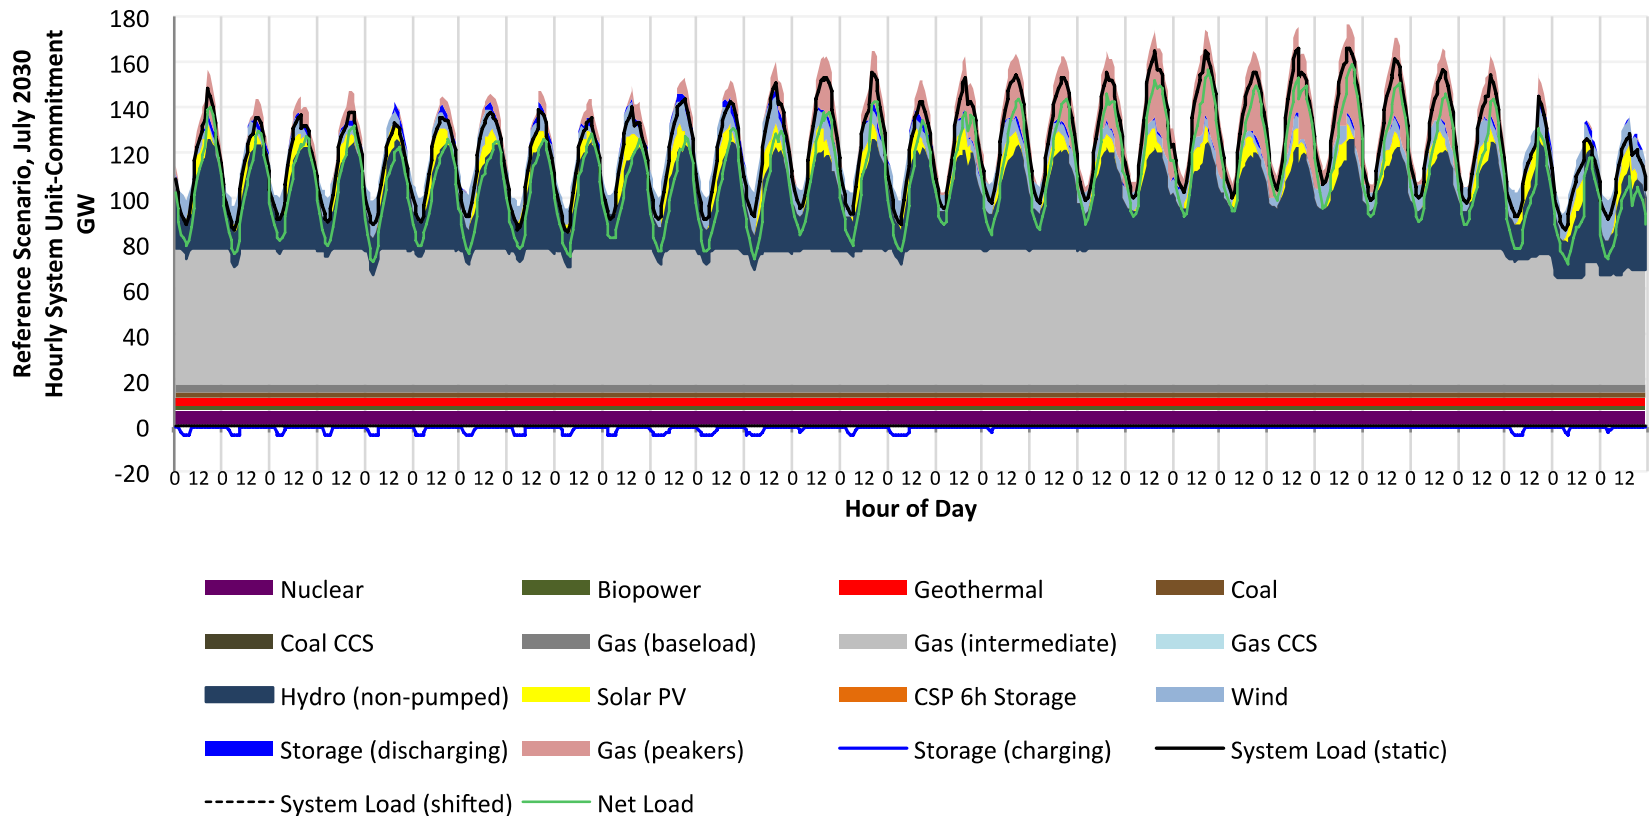 Reference Scenario, July 2030
Hourly System Unit-Commitment
GW
180
160
140
120
100
80
60
40
20
0
-20
0 12 0 12 0 12 0 12 0 12 0 12 0 12 0 12 0 12 0 12 0 12 0 12 0 12 0 12 0 12 0 12 0 12 0 12 0 12 0 12 0 12 0 12 0 12 0 12 0 12 0 12 0 12 0 12 0 12 0 12 0 12
Hour of Day
Nuclear Biopower Geothermal Coal
Coal CCS Gas (baseload) Gas (intermediate) Gas CCS
Hydro (non-pumped) Solar PV CSP 6h Storage Wind
Storage (discharging) Gas (peakers) Storage (charging) System Load (static)
System Load (shifted) Net Load